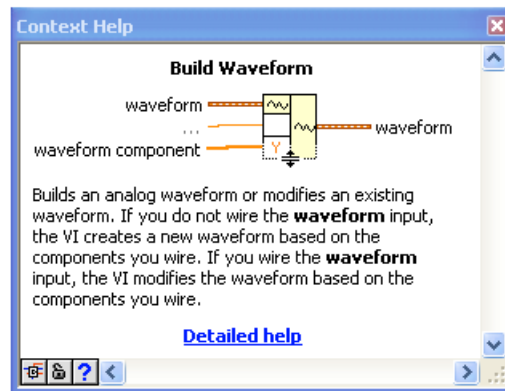 Context Help
Build Waveform
waveform
...
waveform
waveform component
Y
Builds an analog waveform or modifies an existing
waveform. If you do not wire the waveform input,
the VI creates a new waveform based on the
components you wire. If you wire the waveform
input, the VI modifies the waveform based on the
components you wire.
Detailed help
?